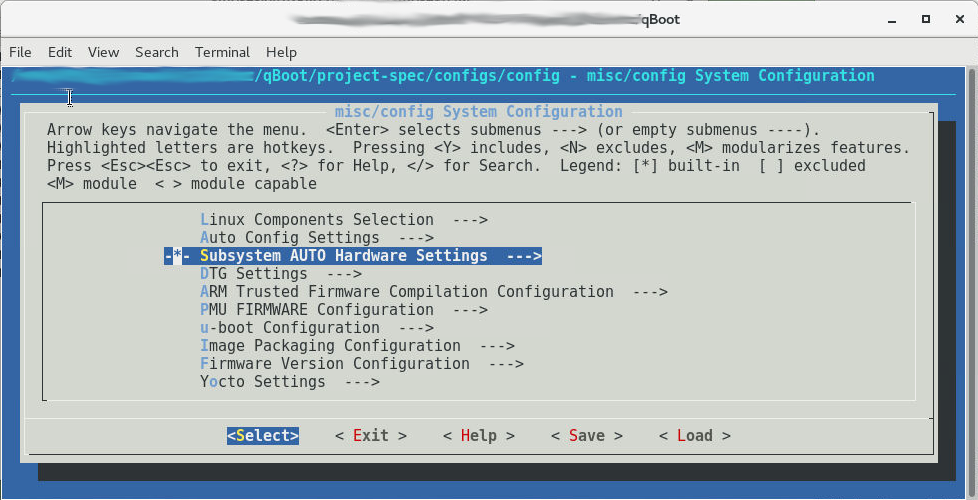 qBoot
File Edit View Search Terminal Help
/qBoot/project-spec/configs/config - misc/config System Configuration
misc/config System Configuration
Arrow keys navigate the menu.  <Enter> selects submenus ---> (or empty submenus ----).
Highlighted letters are hotkeys.  Pressing <Y> includes, <N> excludes, <M> modularizes features.
Press <Esc><Esc> to exit, <?> for Help, </> for Search.  Legend: [*] built-in  [ ] excluded
<M> module  < > module capable
Linux Components Selection  --->
Auto Config Settings  --->
-*- Subsystem AUTO Hardware Settings  --->
DTG Settings  --->
ARM Trusted Firmware Compilation Configuration  --->
PMU FIRMWARE Configuration  --->
u-boot Configuration  --->
Image Packaging Configuration  --->
Firmware Version Configuration  --->
Yocto Settings  --->
<Select>    < Exit >    < Help >    < Save >    < Load >